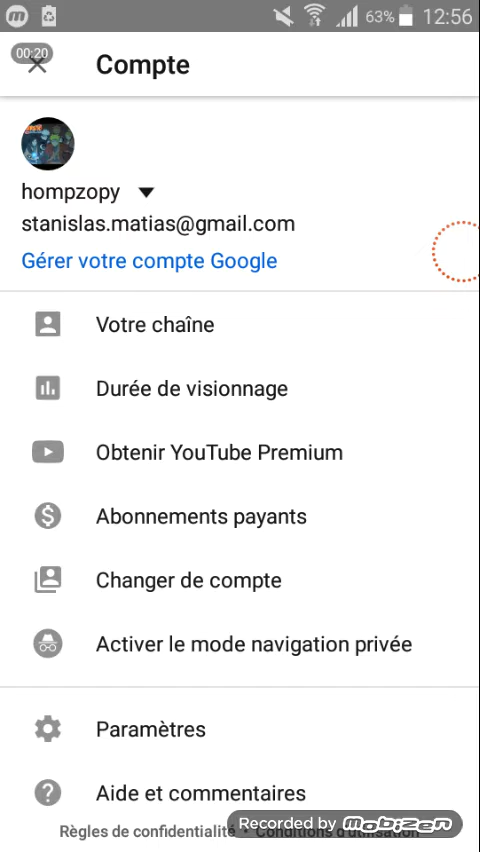 63% 12:56
00:20
Compte
hompzopy
stanislas.matias@gmail.com
Gérer votre compte Google
Votre chaîne
Durée de visionnage
Obtenir YouTube Premium
Abonnements payants
Changer de compte
Activer le mode navigation privée
Paramètres
Aide et commentaires
Recorded by mobizen
Règles de confidentialité • Conditions d'utilisation